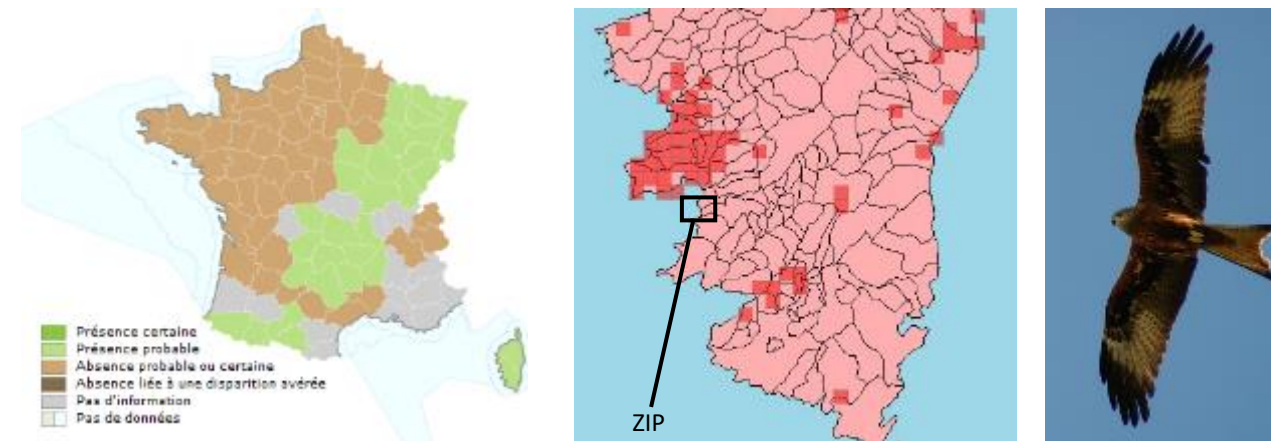 Présence certaine
Présence probable
Absence probable ou certaine
Absence liée à une disparition avérée
Pas d'information
Pas de données
ZIP